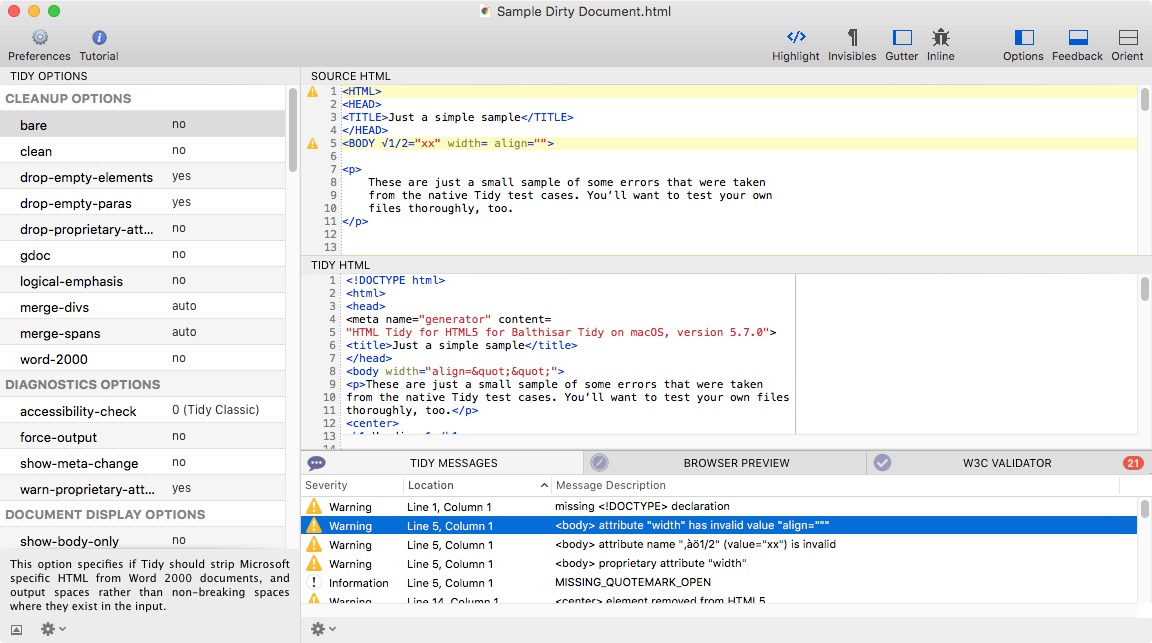 Sample Dirty Document.html
Preferences Tutorial Highlight Invisibles Gutter Inline Options Feedback Orient
TIDY OPTIONS
CLEANUP OPTIONS
bare no
clean no
drop-empty-elements yes
drop-empty-paras yes
drop-proprietary-att... no
gdoc no
logical-emphasis no
merge-divs auto
merge-spans auto
word-2000 no
DIAGNOSTICS OPTIONS
accessibility-check 0 (Tidy Classic)
force-output no
show-meta-change no
warn-proprietary-att... yes
DOCUMENT DISPLAY OPTIONS
show-body-only no
This option specifies if Tidy should strip Microsoft
specific HTML from Word 2000 documents, and
output spaces rather than non-breaking spaces
where they exist in the input.
SOURCE HTML
1 <HTML>
2 <HEAD>
3 <TITLE>Just a simple sample</TITLE>
4 </HEAD>
5 <BODY √1/2="xx" width= align="">
6
7 <p>
8 These are just a small sample of some errors that were taken
9 from the native Tidy test cases. You’ll want to test your own
10 files thoroughly, too.
11 </p>
12
13
TIDY HTML
1 <!DOCTYPE html>
2 <html>
3 <head>
4 <meta name="generator" content=
5 "HTML Tidy for HTML5 for Balthisar Tidy on macOS, version 5.7.0">
6 <title>Just a simple sample</title>
7 </head>
8 <body width="align=&quot;&quot;">
9 <p>These are just a small sample of some errors that were taken
10 from the native Tidy test cases. You’ll want to test your own files
11 thoroughly, too.</p>
12 <center>
13
TIDY MESSAGES BROWSER PREVIEW W3C VALIDATOR 21
Severity Location Message Description
Warning Line 1, Column 1 missing <!DOCTYPE> declaration
Warning Line 5, Column 1 <body> attribute "width" has invalid value "align="""
Warning Line 5, Column 1 <body> attribute name "‚àö1/2" (value="xx") is invalid
Warning Line 5, Column 1 <body> proprietary attribute "width"
Information Line 5, Column 1 MISSING_QUOTEMARK_OPEN
Warning Line 14, Column 1 <center> element removed from HTML5